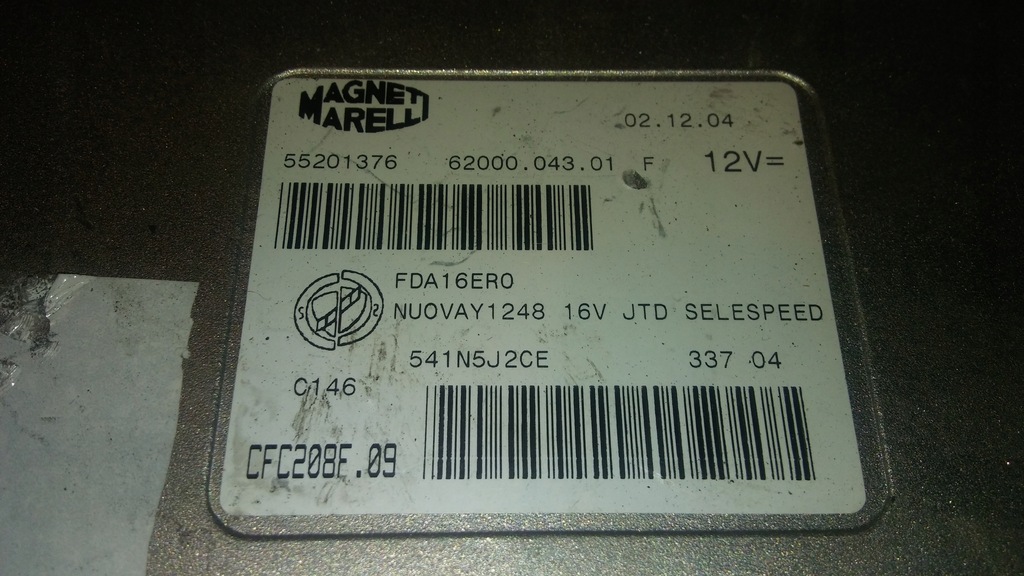 MAGNETI
MARELLI
02.12.04
55201376 62000.043.01 F 12V=
FDA16ER0
NUOVAY1248 16V JTD SELESPEED
541N5J2CE 337 04
C146
CFC208F.09